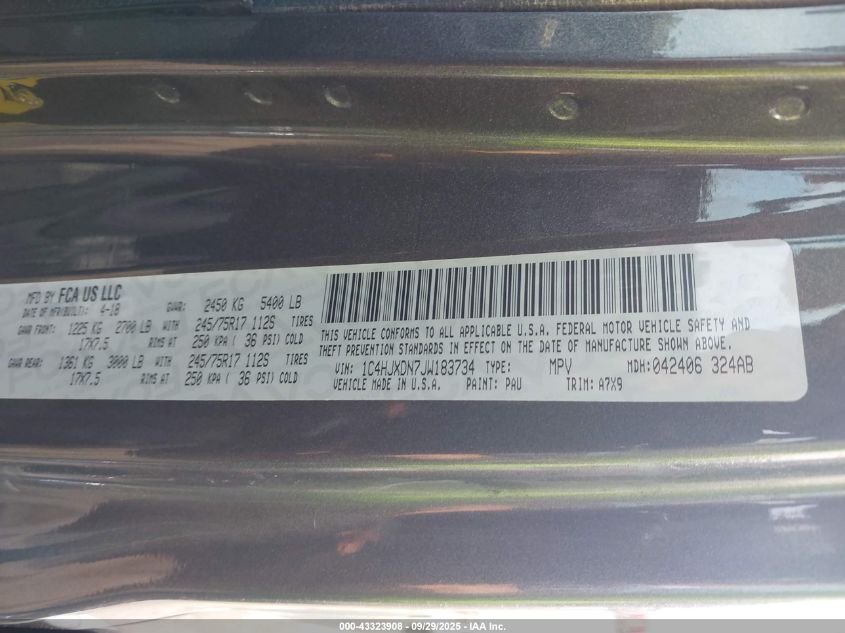 MFD BY FCA US LLC
DATE OF MFR(BUILT): 4-18 GVWR: 2450 KG 5400 LB
GAWR FRONT: 1225 KG 2700 LB WITH 245/75R17 112S TIRES
17X7.5 RIMS AT 250 KPA ( 36 PSI) COLD
GAWR REAR: 1361 KG 3000 LB WITH 245/75R17 112S TIRES
17X7.5 RIMS AT 250 KPA ( 36 PSI) COLD
THIS VEHICLE CONFORMS TO ALL APPLICABLE U.S.A. FEDERAL MOTOR VEHICLE SAFETY AND
THEFT PREVENTION STANDARDS IN EFFECT ON THE DATE OF MANUFACTURE SHOWN ABOVE.
VIN: 1C4HJXDN7JW183734 TYPE: MPV MDH:042406 324AB
VEHICLE MADE IN U.S.A. PAINT: PAU TRIM: A7X9
000-43323908 - 09/29/2025 - IAA Inc.